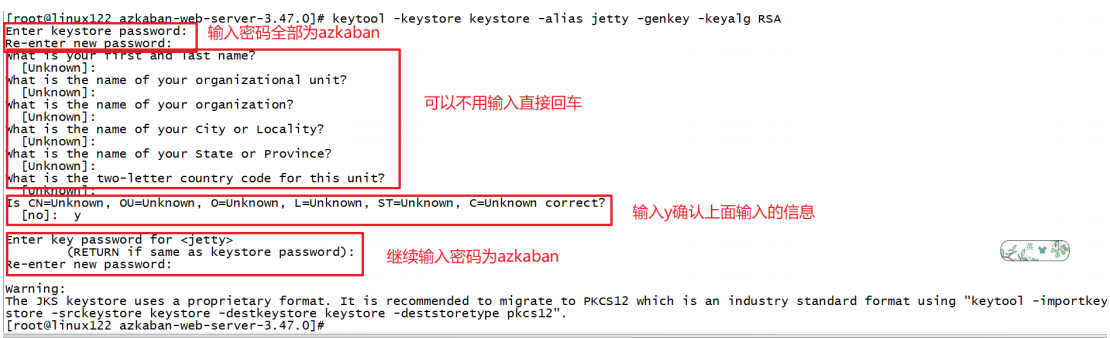 [root@linux122 azkaban-web-server-3.47.0]# keytool -keystore keystore -alias jetty -genkey -keyalg RSA
Enter keystore password:
输入密码全部为azkaban
Re-enter new password:
What is your first and last name?
[Unknown]:
What is the name of your organizational unit?
[Unknown]:
What is the name of your organization?
可以不用输入直接回车
[Unknown]:
What is the name of your City or Locality?
[Unknown]:
What is the name of your State or Province?
[Unknown]:
What is the two-letter country code for this unit?
[Unknown]:
Is CN=Unknown, OU=Unknown, O=Unknown, L=Unknown, ST=Unknown, C=Unknown correct?
输入y确认上面输入的信息
[no]: y
Enter key password for <jetty>
(RETURN if same as keystore password):
继续输入密码为azkaban
Re-enter new password:
英
Warning:
The JKS keystore uses a proprietary format. It is recommended to migrate to PKCS12 which is an industry standard format using "keytool -importkey
store -srckeystore keystore -destkeystore keystore -deststoretype pkcs12".
[root@linux122 azkaban-web-server-3.47.0]#